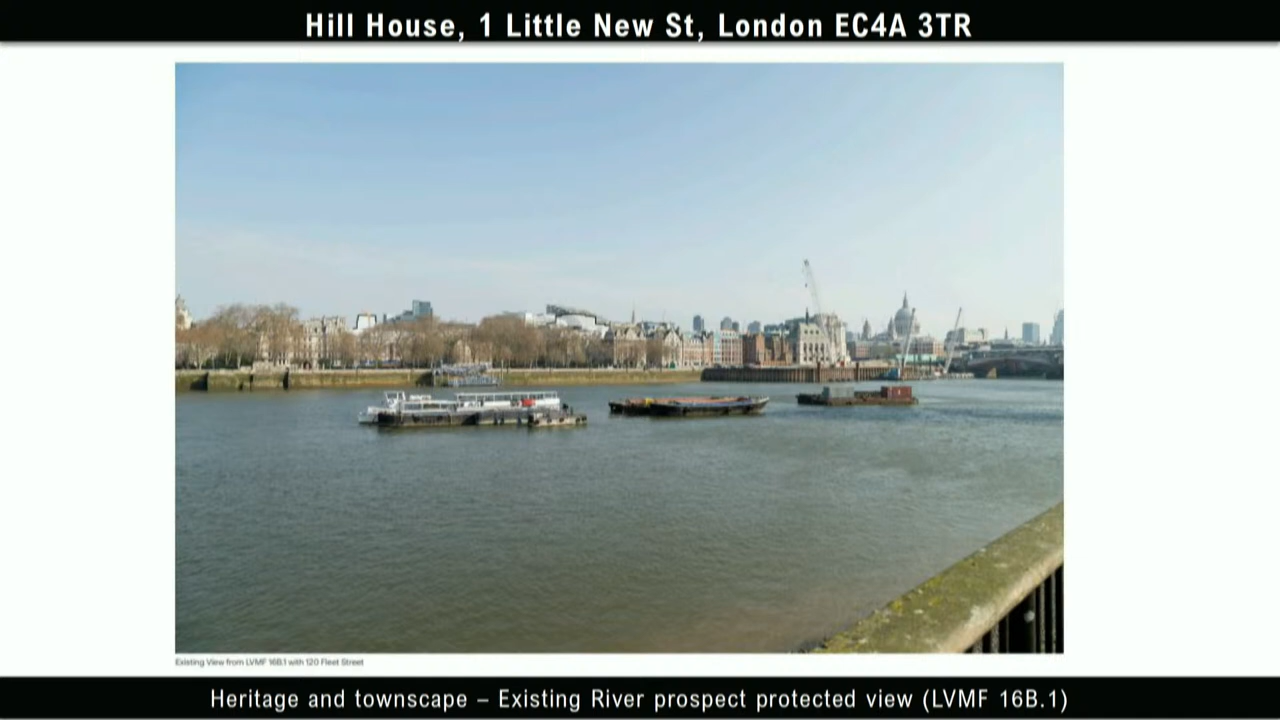 Hill House, 1 Little New St, London EC4A 3TR
Existing View from LVMF 16B.1 with 120 Fleet Street
Heritage and townscape – Existing River prospect protected view (LVMF 16B.1)